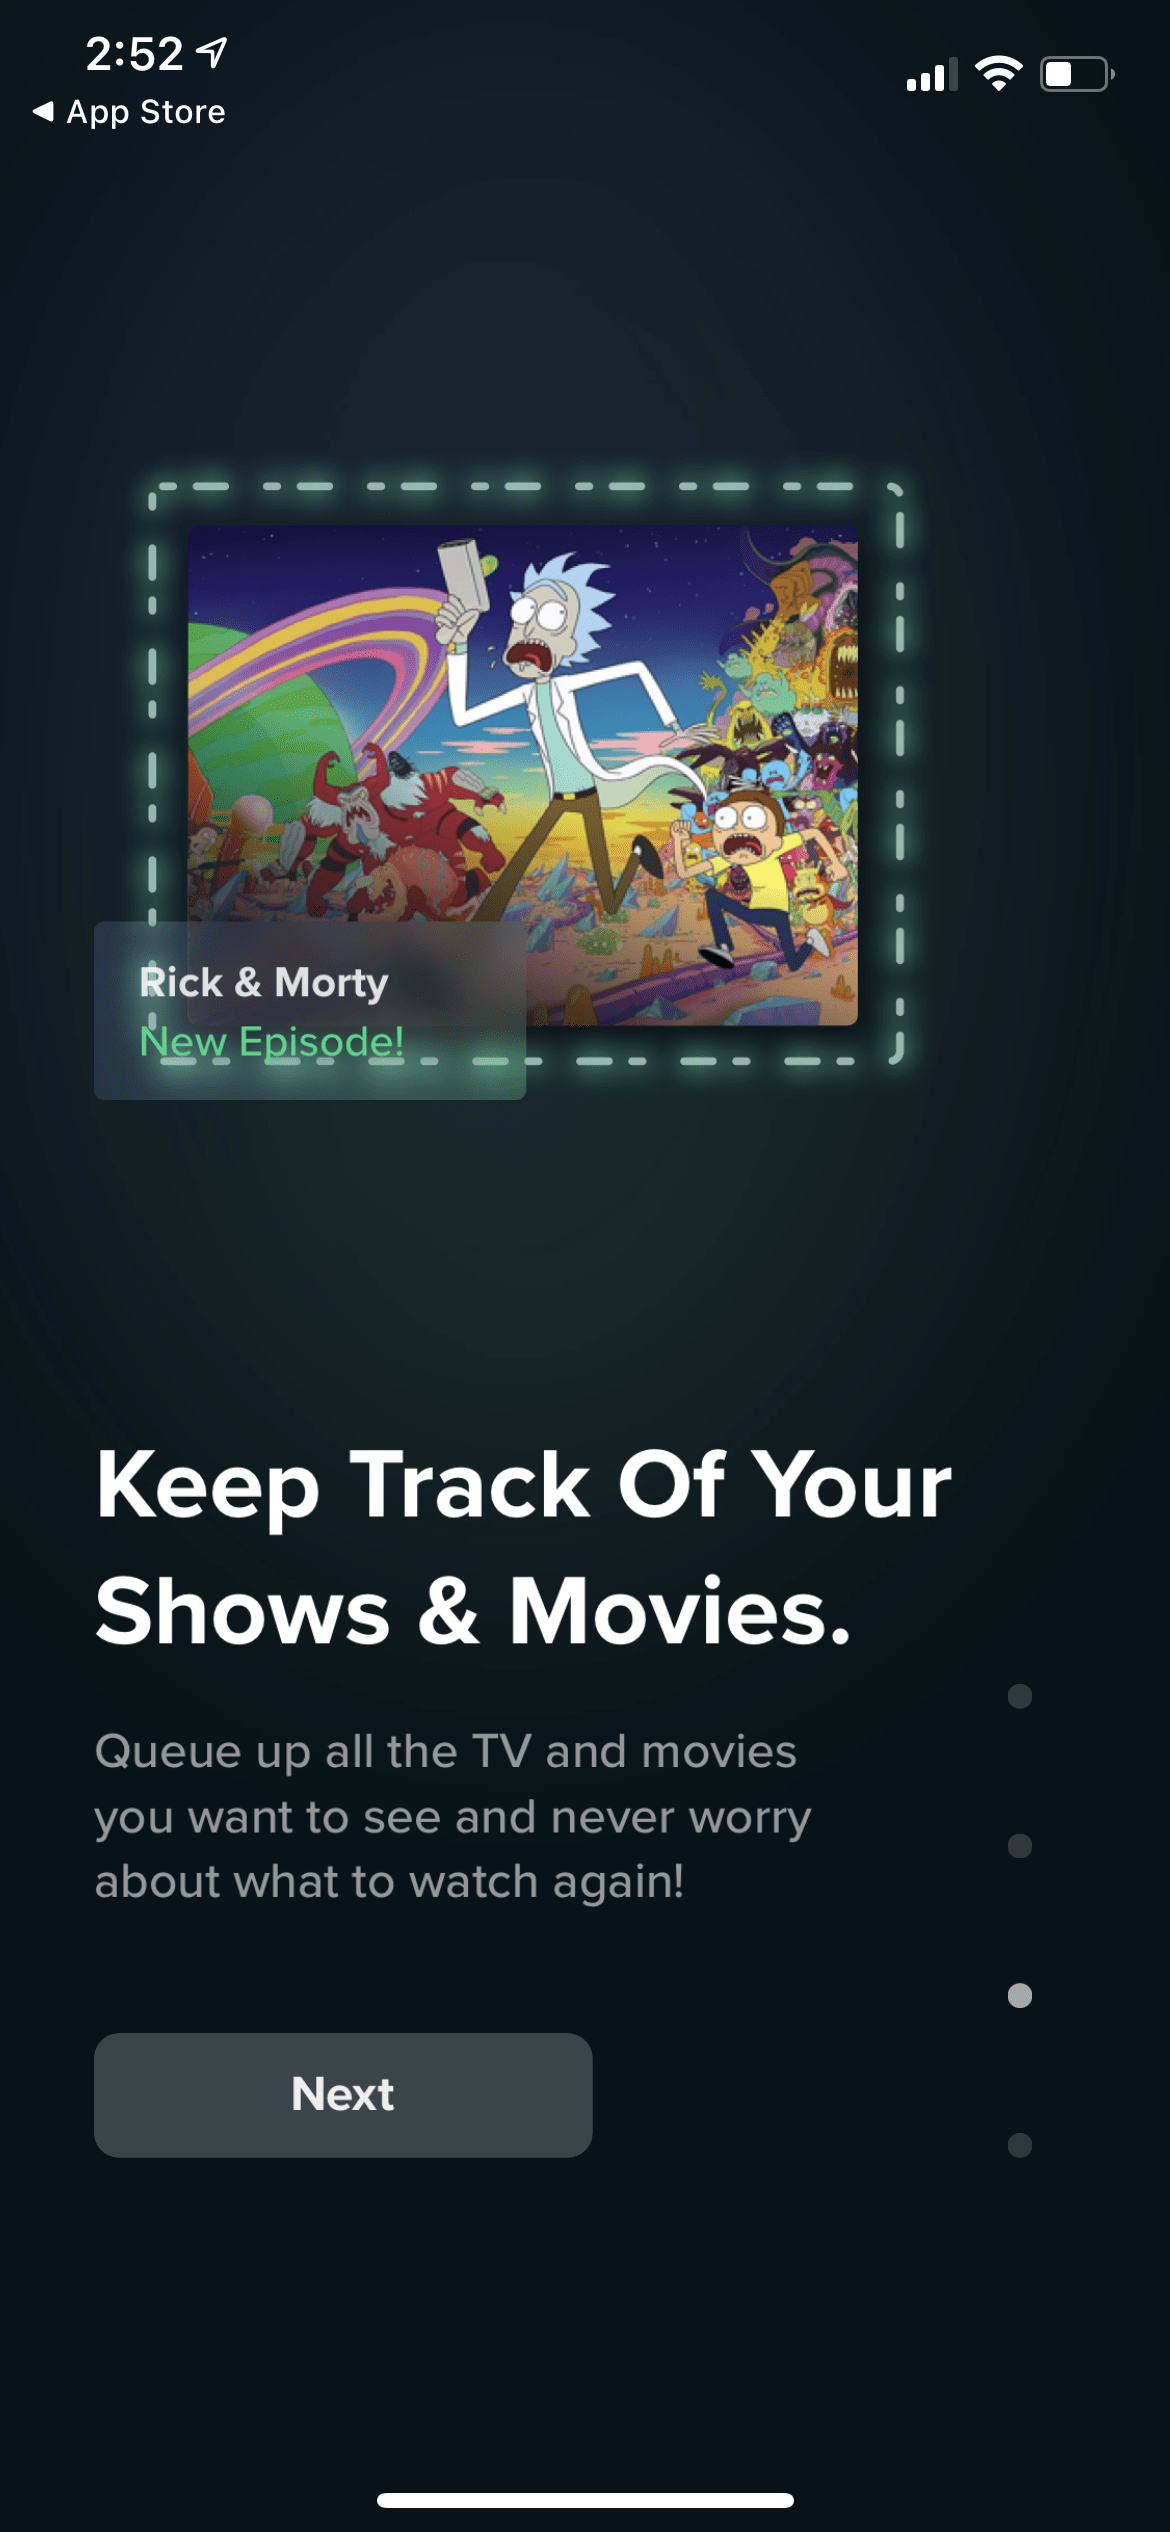 2:52
App Store
Rick & Morty
New Episode!
Keep Track Of Your
Shows & Movies.
Queue up all the TV and movies
you want to see and never worry
about what to watch again!
Next